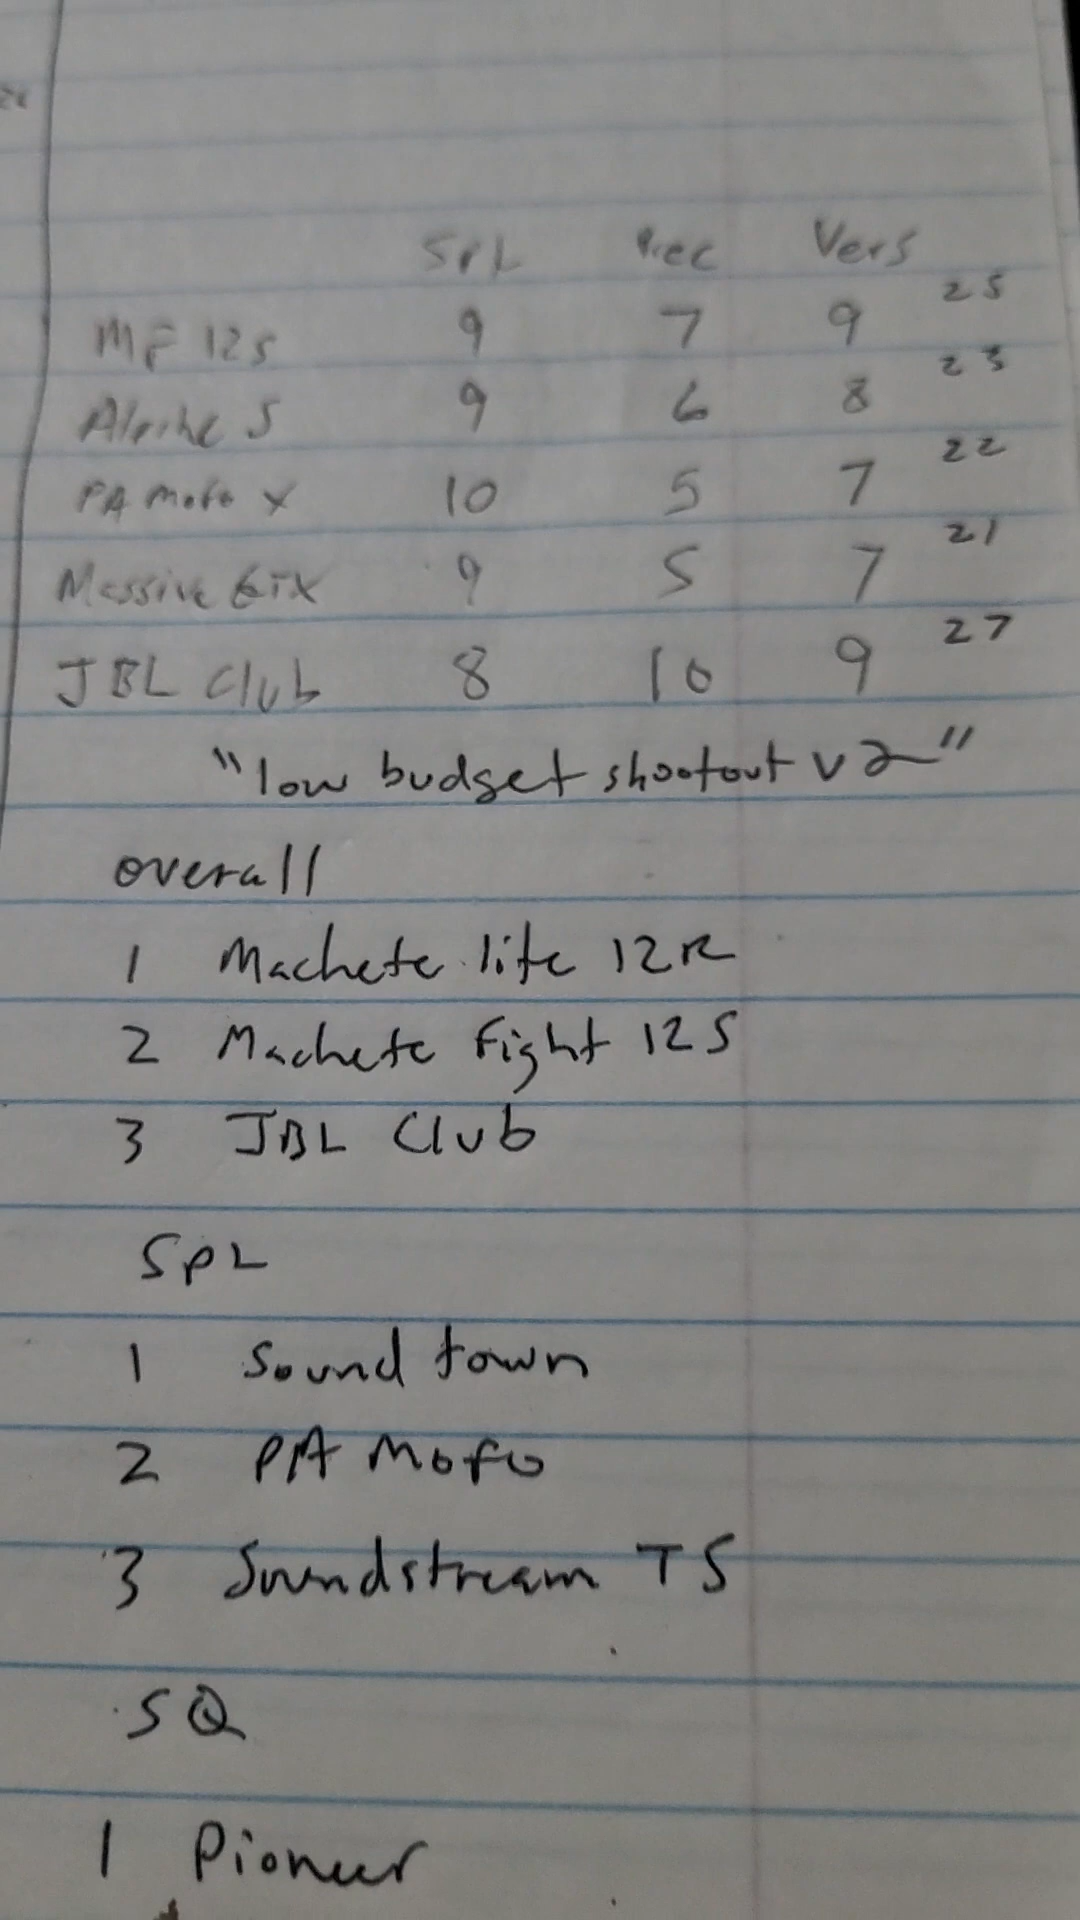 SPL Prec Vers
MF 12s 9 7 9 25
Alpine S 9 6 8 23
PA Mofo X 10 5 7 22
Massive GTX 9 5 7 21
JBL Club 8 10 9 27
"low budget shootout v2"
overall
1 Machete lite 12R
2 Machete Fight 12S
3 JBL Club
SPL
1 Sound town
2 PA Mofo
3 Soundstream TS
SQ
1 Pioneer